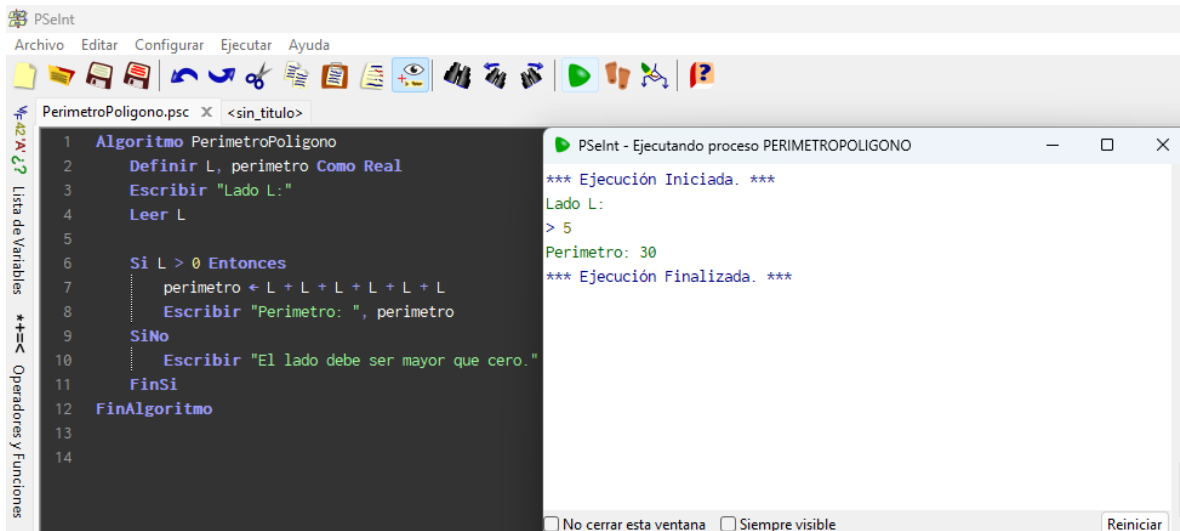 PSeInt
Archivo Editar Configurar Ejecutar Ayuda
PerimetroPoligono.psc X <sin_titulo>
42 'A' ¿? Lista de Variables
*+=< Operadores y Funciones
1 Algoritmo PerimetroPoligono
2 Definir L, perimetro Como Real
3 Escribir "Lado L:"
4 Leer L
5
6 Si L > 0 Entonces
7 perimetro ← L + L + L + L + L + L
8 Escribir "Perimetro: ", perimetro
9 SiNo
10 Escribir "El lado debe ser mayor que cero."
11 FinSi
12 FinAlgoritmo
13
14
PSeInt - Ejecutando proceso PERIMETROPOLIGONO
*** Ejecución Iniciada. ***
Lado L:
> 5
Perimetro: 30
*** Ejecución Finalizada. ***
No cerrar esta ventana Siempre visible Reiniciar